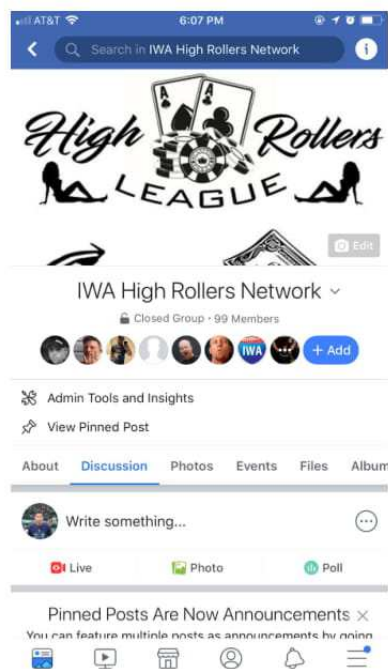 AT&T 6:07 PM
Search in IWA High Rollers Network
A A
High Rollers
LEAGUE
Edit
IWA High Rollers Network
Closed Group · 99 Members
IWA
+ Add
Admin Tools and Insights
View Pinned Post
About Discussion Photos Events Files Album
Write something...
Live Photo Poll
Pinned Posts Are Now Announcements
You can feature multiple posts as announcements by going